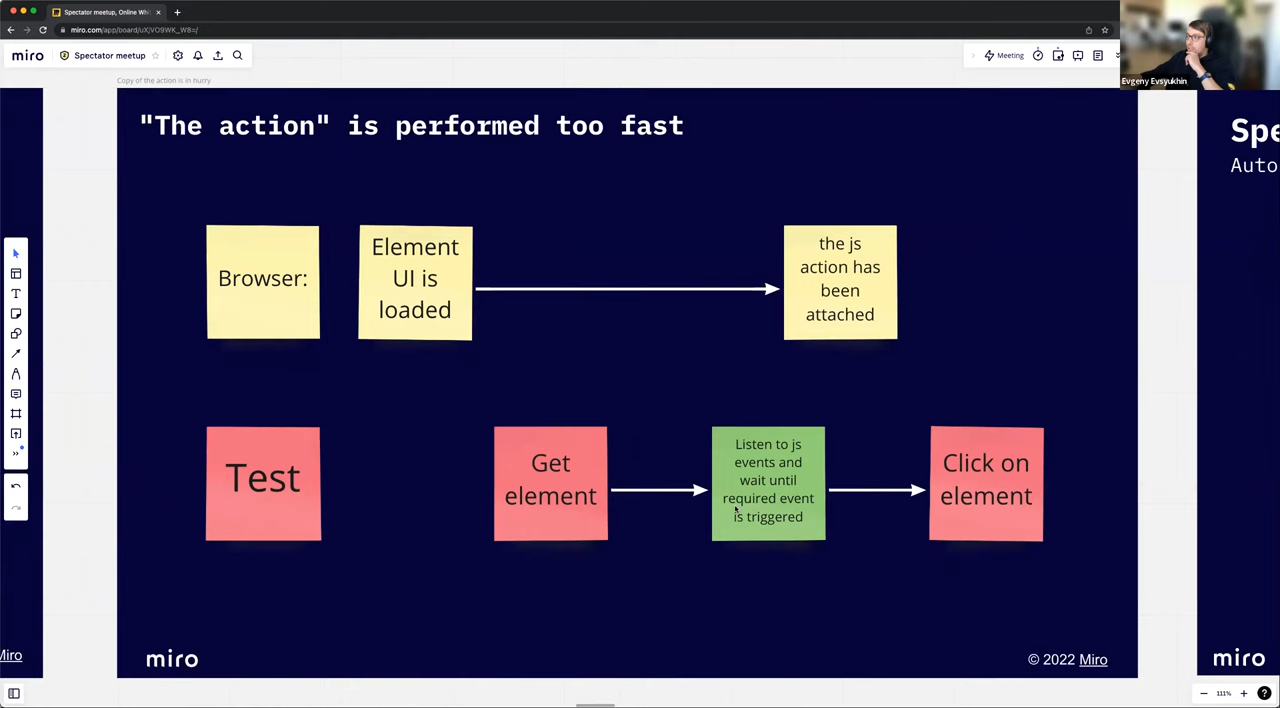 Spectator meetup, Online Whi
miro.com/app/board/uXjVO9WK_W8=/
miro
Spectator meetup
Meeting
Evgeny Evsyukhin
Copy of the action is in hurry
"The action" is performed too fast
Spe
Auto
Browser:
Element
UI is
loaded
the js
action has
been
attached
Test
Get
element
Listen to js
events and
wait until
required event
is triggered
Click on
element
Miro
miro
© 2022 Miro
miro
111%